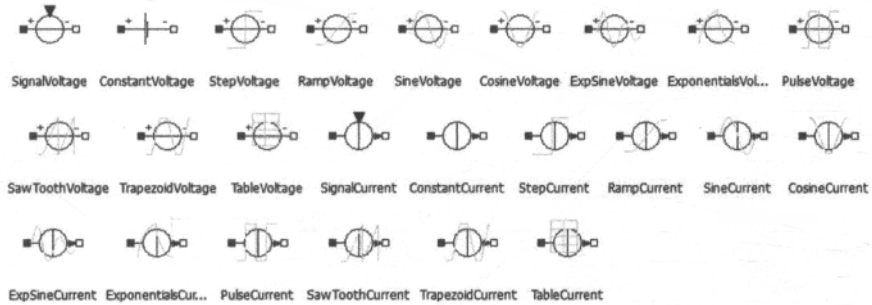 SignalVoltage ConstantVoltage StepVoltage RampVoltage SineVoltage CosineVoltage ExpSineVoltage ExponentialsVol... PulseVoltage
SawToothVoltage TrapezoidVoltage TableVoltage SignalCurrent ConstantCurrent StepCurrent RampCurrent SineCurrent CosineCurrent
ExpSineCurrent ExponentialsCur... PulseCurrent SawToothCurrent TrapezoidCurrent TableCurrent